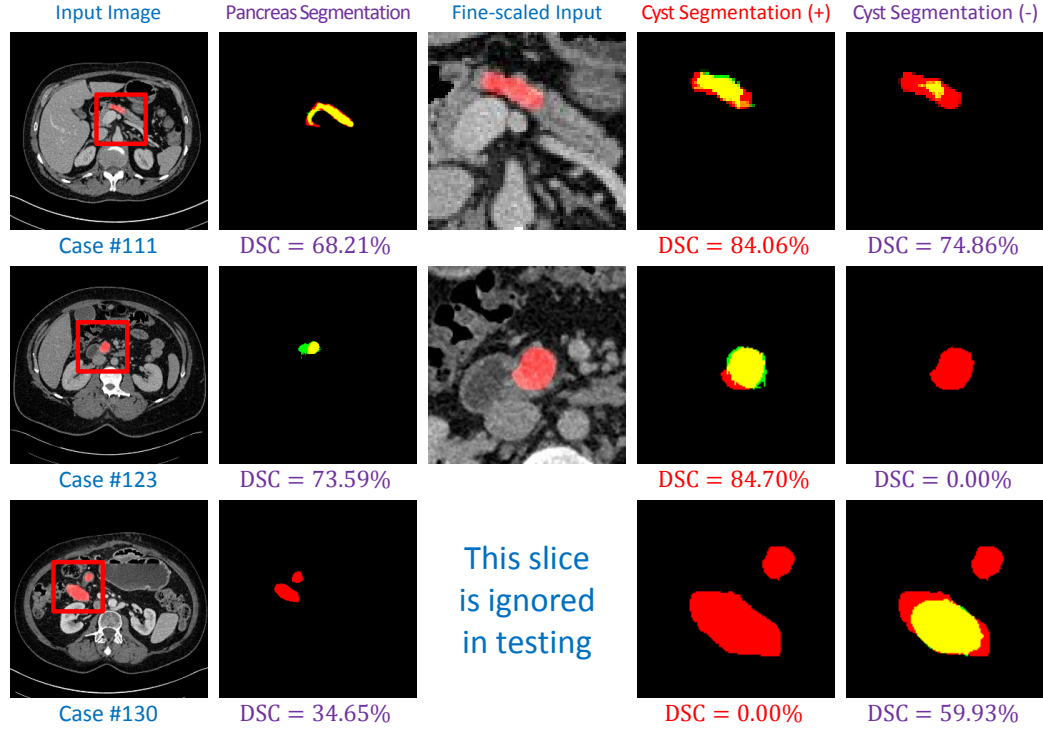 Input Image Pancreas Segmentation Fine-scaled Input Cyst Segmentation (+) Cyst Segmentation (-)
Case #111 DSC = 68.21% DSC = 84.06% DSC = 74.86%
Case #123 DSC = 73.59% DSC = 84.70% DSC = 0.00%
This slice
is ignored
in testing
Case #130 DSC = 34.65% DSC = 0.00% DSC = 59.93%